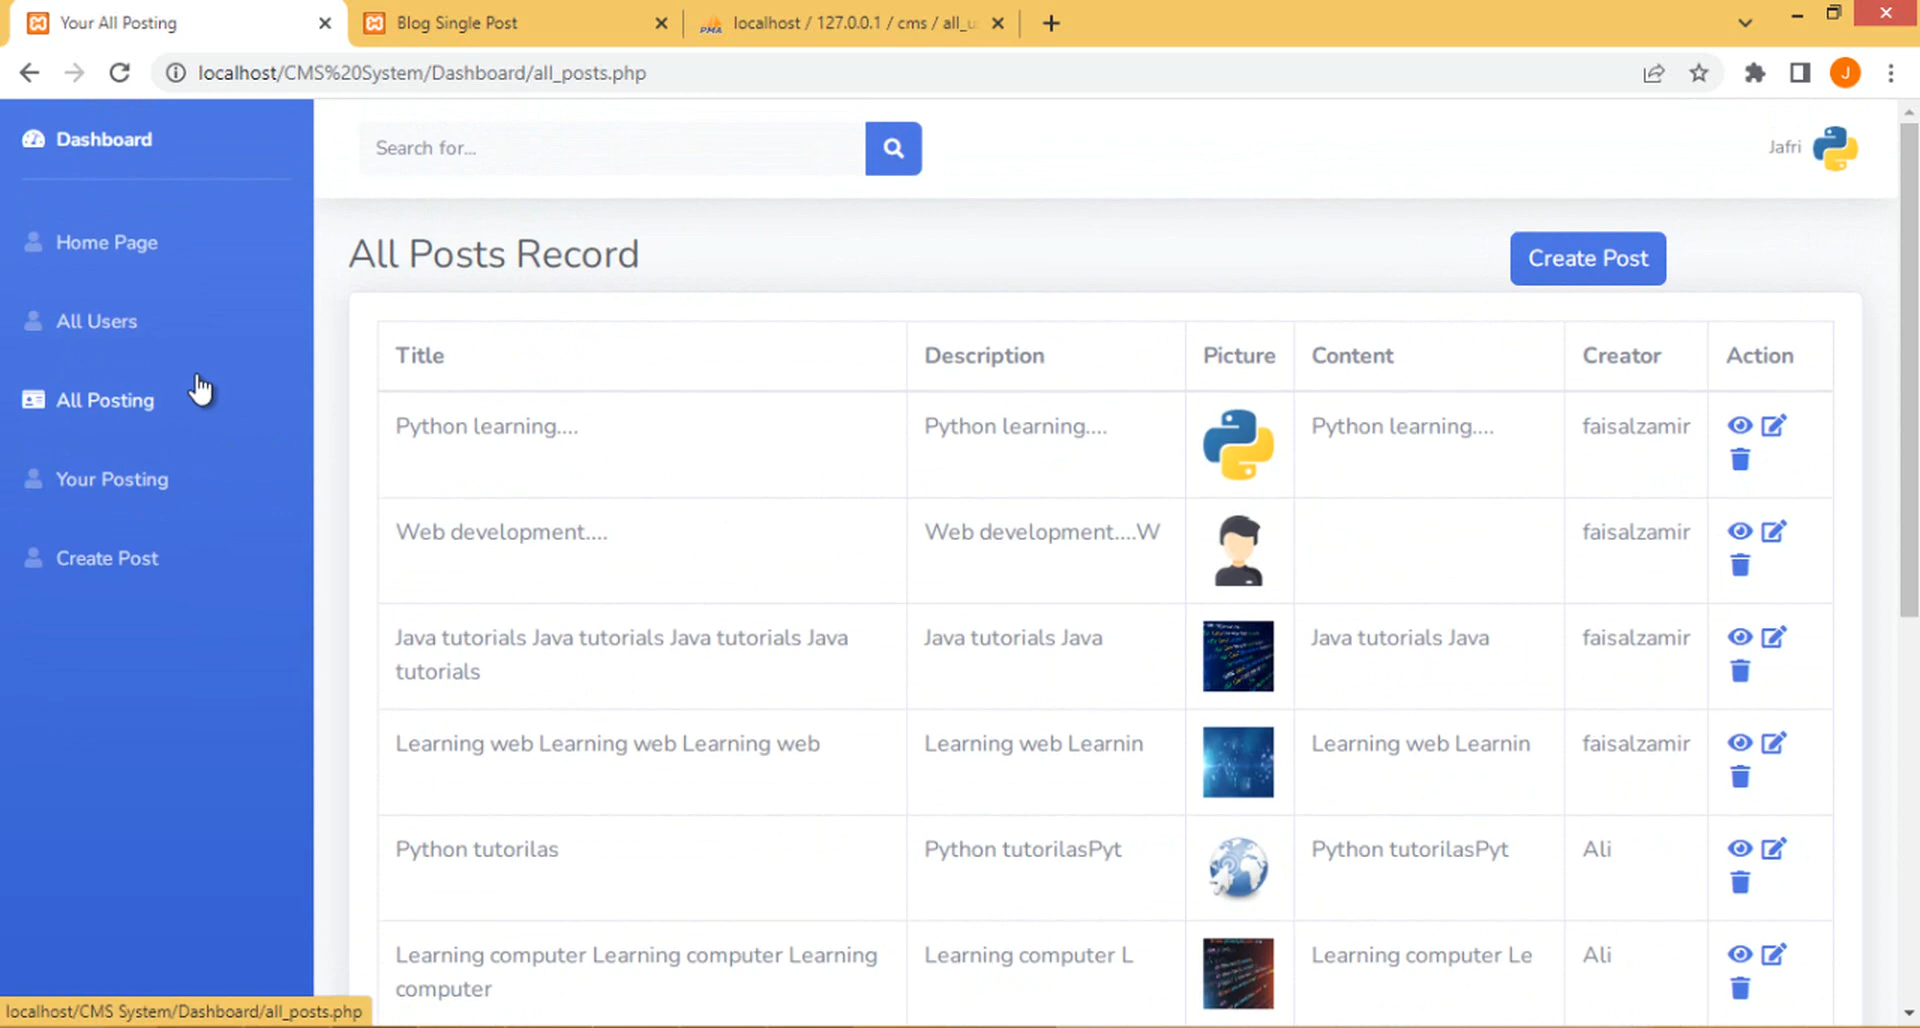 Your All Posting
Blog Single Post
PMA localhost / 127.0.0.1 / cms / all_u
localhost/CMS%20System/Dashboard/all_posts.php
J
Dashboard
Search for...
Jafri
Home Page
All Posts Record
Create Post
All Users
Title Description Picture Content Creator Action
All Posting
Python learning.... Python learning.... Python learning.... faisalzamir
Your Posting
Web development.... Web development....W faisalzamir
Create Post
Java tutorials Java tutorials Java tutorials Java Java tutorials Java Java tutorials Java faisalzamir
tutorials
Learning web Learning web Learning web Learning web Learnin Learning web Learnin faisalzamir
Python tutorilas Python tutorilasPyt Python tutorilasPyt Ali
Learning computer Learning computer Learning Learning computer L Learning computer Le Ali
computer
localhost/CMS System/Dashboard/all_posts.php